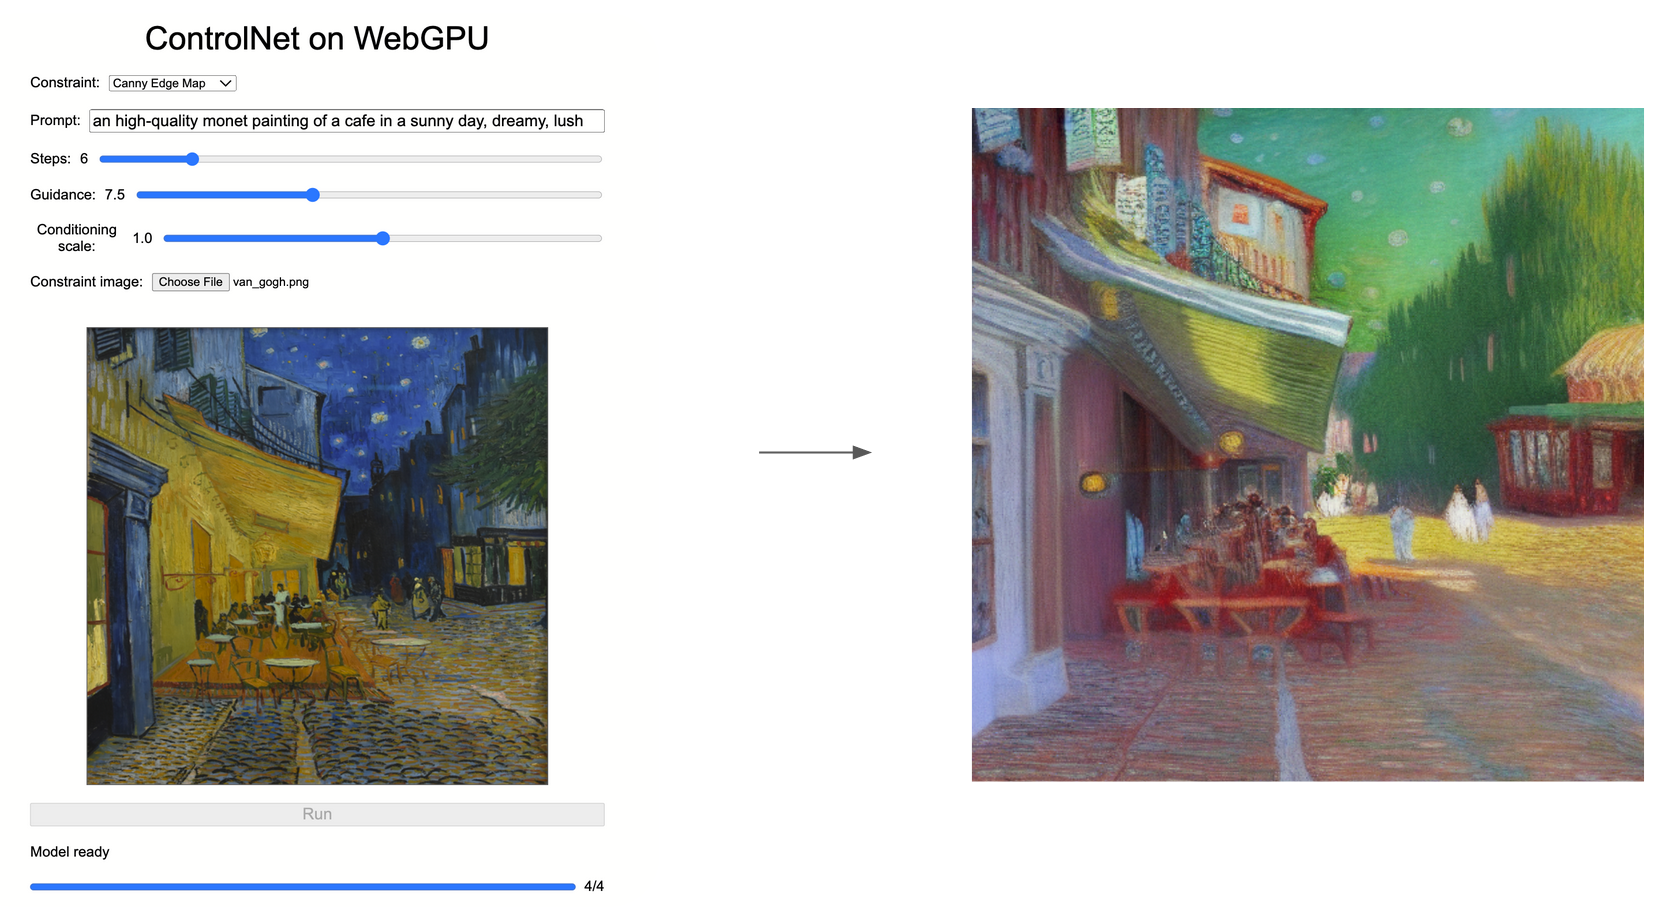 ControlNet on WebGPU
Constraint: Canny Edge Map
Prompt: an high-quality monet painting of a cafe in a sunny day, dreamy, lush
Steps: 6
Guidance: 7.5
Conditioning
scale: 1.0
Constraint image: Choose File van_gogh.png
Run
Model ready
4/4